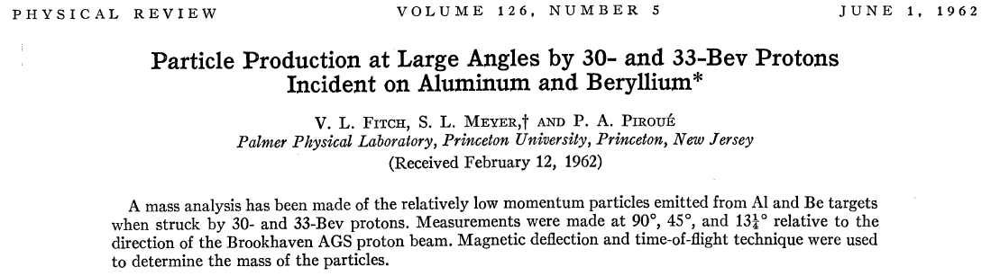 PHYSICAL REVIEW VOLUME 126, NUMBER 5 JUNE 1, 1962
Particle Production at Large Angles by 30- and 33-Bev Protons
Incident on Aluminum and Beryllium*
V. L. FITCH, S. L. MEYER,† AND P. A. PIROUÉ
Palmer Physical Laboratory, Princeton University, Princeton, New Jersey
(Received February 12, 1962)
A mass analysis has been made of the relatively low momentum particles emitted from Al and Be targets
when struck by 30- and 33-Bev protons. Measurements were made at 90°, 45°, and 13¼° relative to the
direction of the Brookhaven AGS proton beam. Magnetic deflection and time-of-flight technique were used
to determine the mass of the particles.